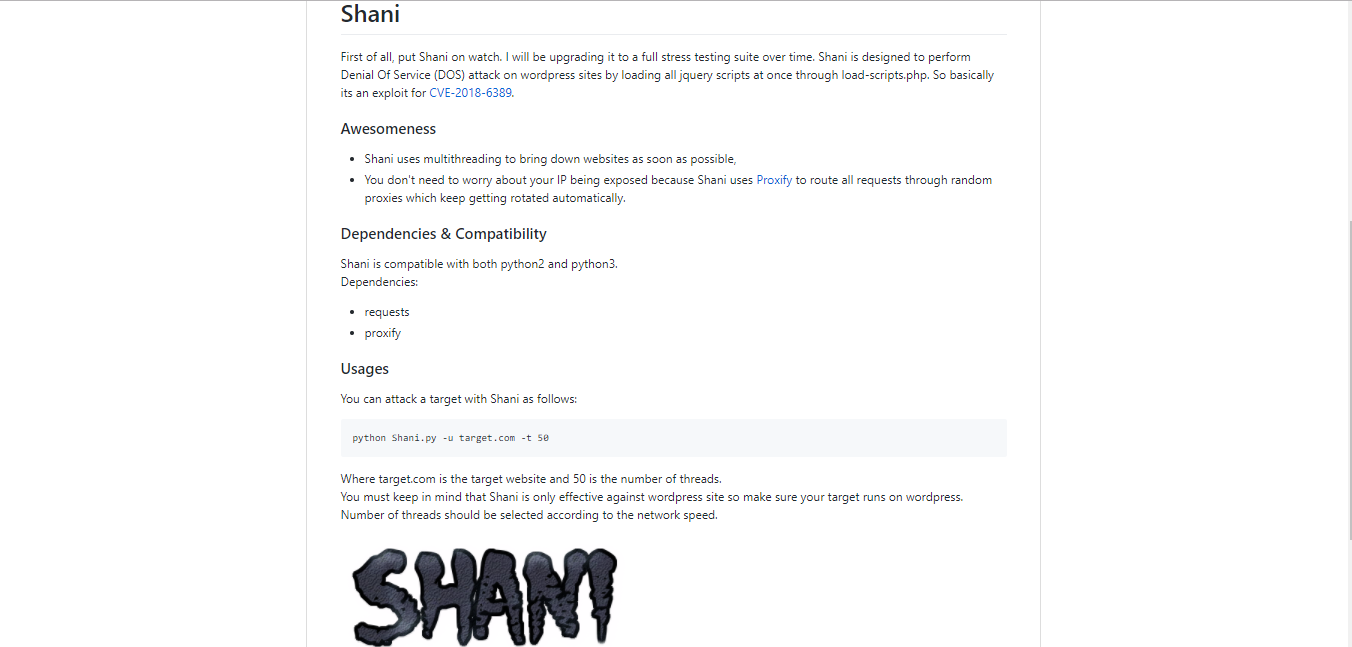 Shani
First of all, put Shani on watch. I will be upgrading it to a full stress testing suite over time. Shani is designed to perform
Denial Of Service (DOS) attack on wordpress sites by loading all jquery scripts at once through load-scripts.php. So basically
its an exploit for CVE-2018-6389.
Awesomeness
Shani uses multithreading to bring down websites as soon as possible,
You don't need to worry about your IP being exposed because Shani uses Proxify to route all requests through random
proxies which keep getting rotated automatically.
Dependencies & Compatibility
Shani is compatible with both python2 and python3.
Dependencies:
requests
proxify
Usages
You can attack a target with Shani as follows:
python Shani.py -u target.com -t 50
Where target.com is the target website and 50 is the number of threads.
You must keep in mind that Shani is only effective against wordpress site so make sure your target runs on wordpress.
Number of threads should be selected according to the network speed.
SHANI